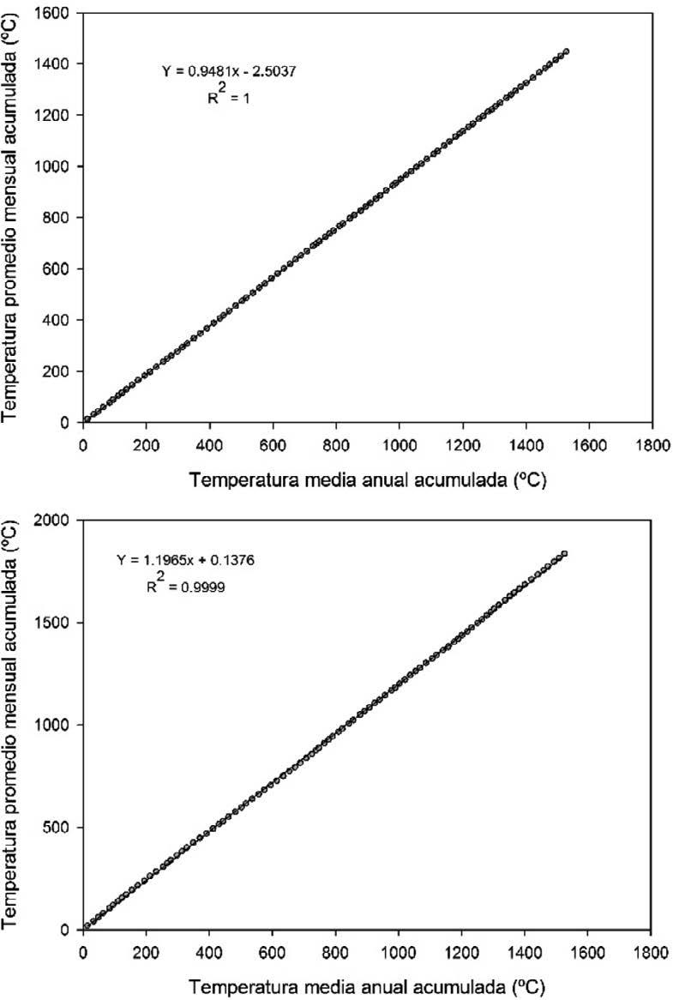 Temperatura promedio mensual acumulada (ºC)
1600
1400
1200
1000
800
600
400
200
0
Y = 0.9481x - 2.5037
R2 = 1
0 200 400 600 800 1000 1200 1400 1600 1800
Temperatura media anual acumulada (ºC)
Temperatura promedio mensual acumulada (ºC)
2000
1500
1000
500
0
Y = 1.1965x + 0.1376
R2 = 0.9999
0 200 400 600 800 1000 1200 1400 1600 1800
Temperatura media anual acumulada (ºC)